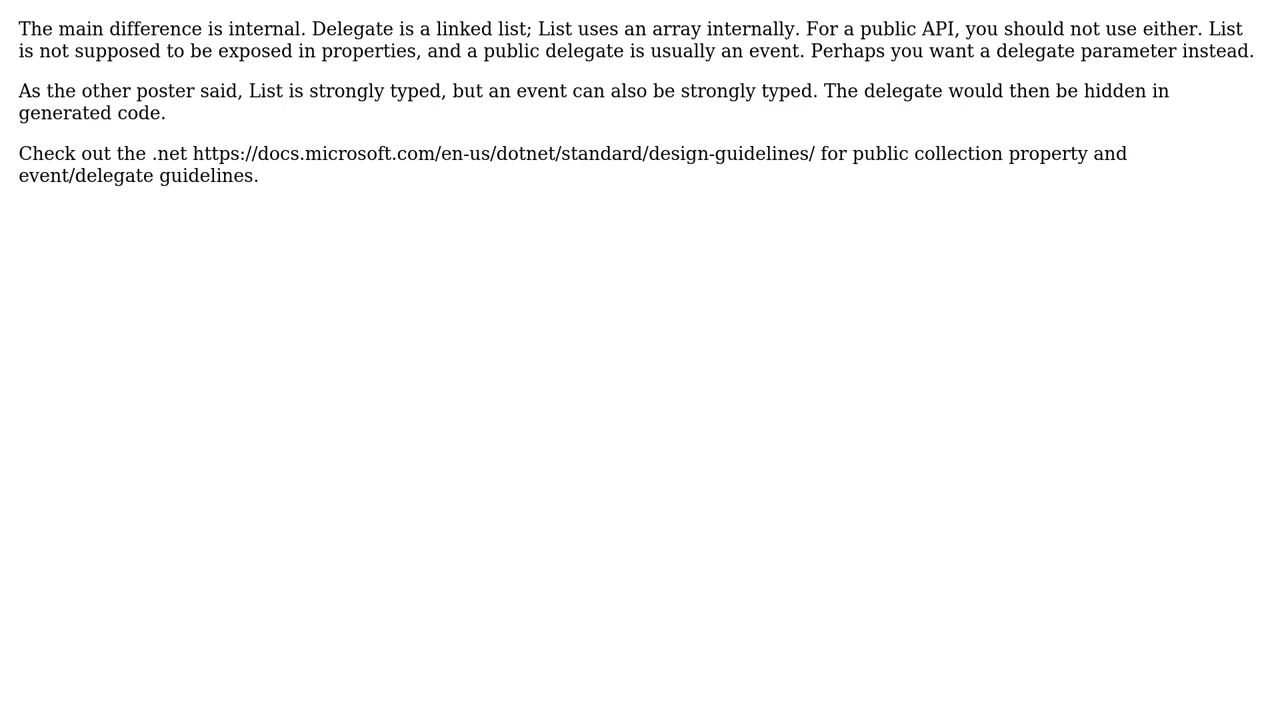 The main difference is internal. Delegate is a linked list; List uses an array internally. For a public API, you should not use either. List
is not supposed to be exposed in properties, and a public delegate is usually an event. Perhaps you want a delegate parameter instead.
As the other poster said, List is strongly typed, but an event can also be strongly typed. The delegate would then be hidden in
generated code.
Check out the .net https://docs.microsoft.com/en-us/dotnet/standard/design-guidelines/ for public collection property and
event/delegate guidelines.